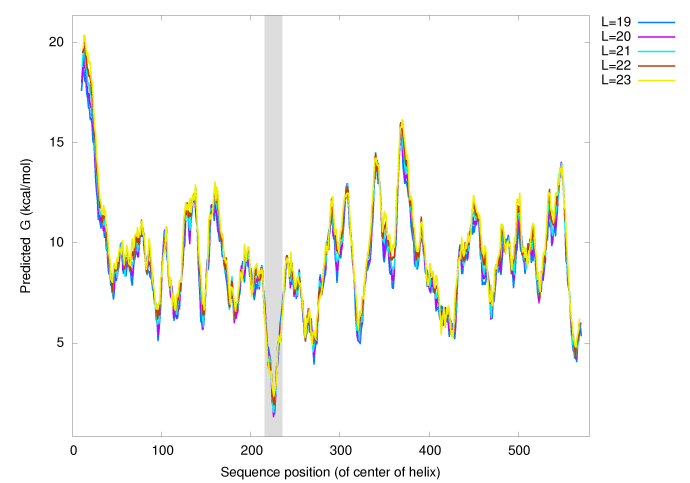 L=19
L=20
L=21
L=22
L=23
20
15
10
5
Predicted G (kcal/mol)
0
100
200
300
400
500
Sequence position (of center of helix)